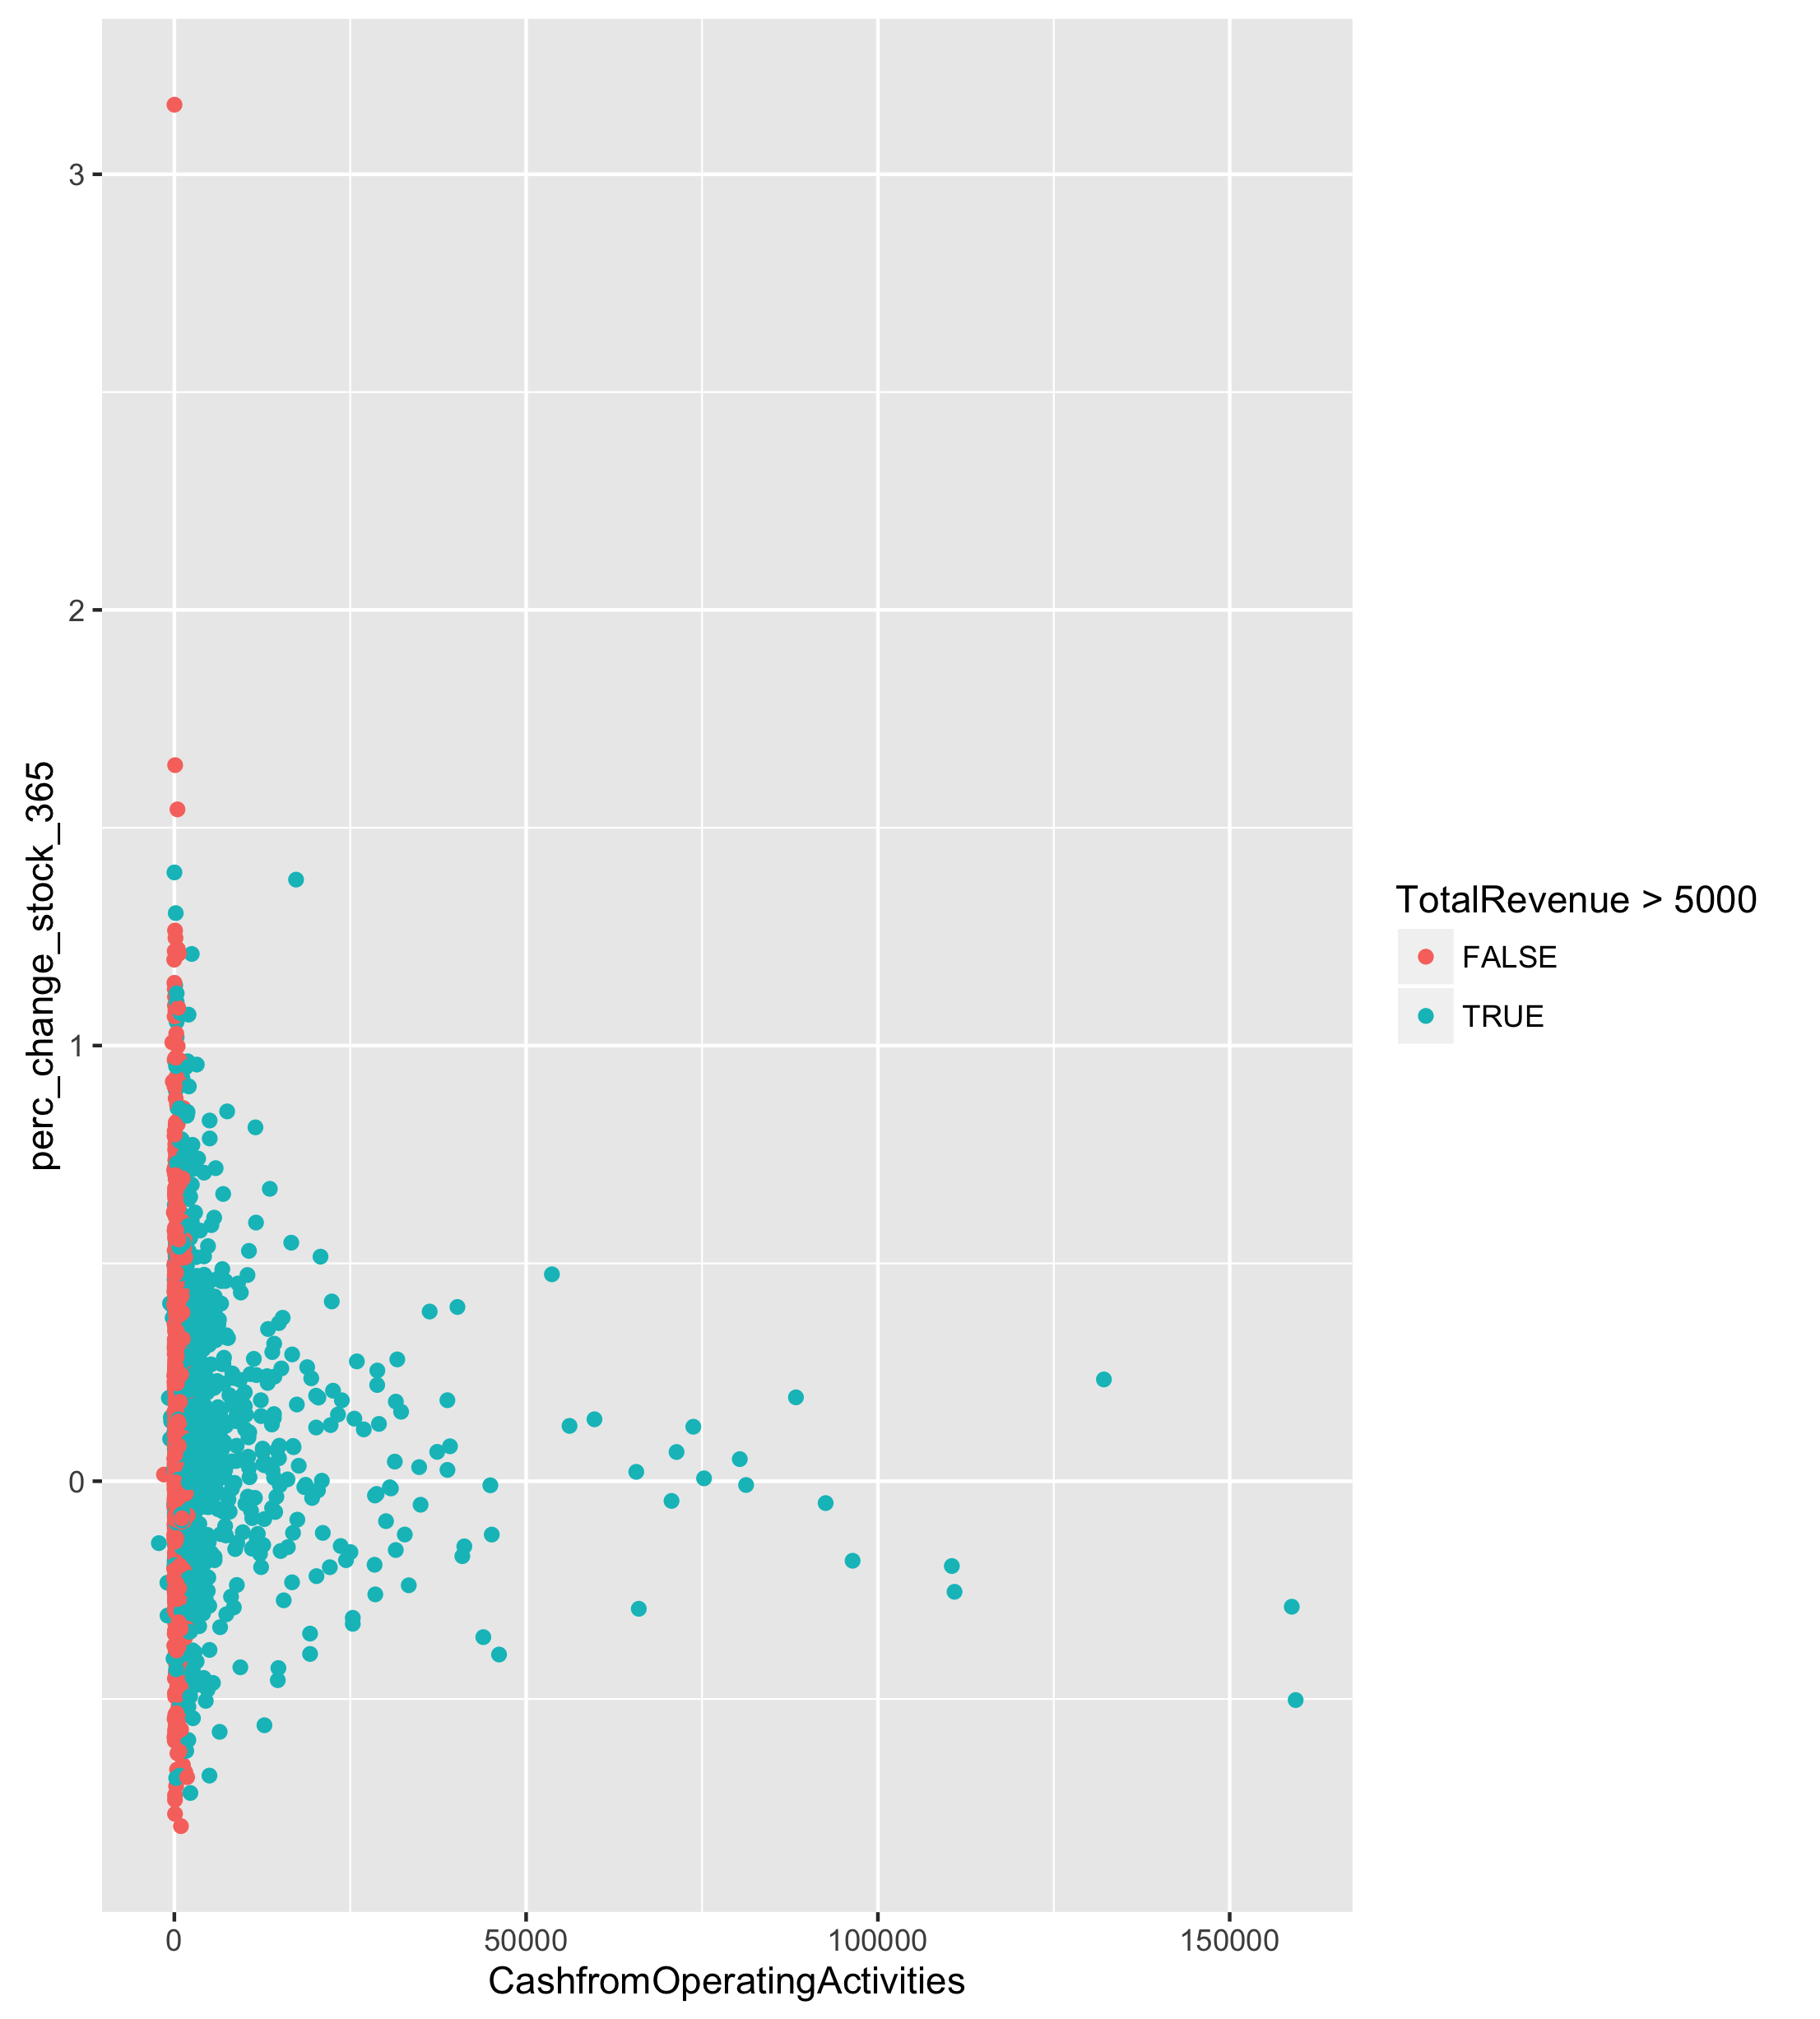 3
2
1
0
perc_change_stock_365
0
50000
100000
150000
CashfromOperatingActivities
TotalRevenue > 5000
FALSE
TRUE